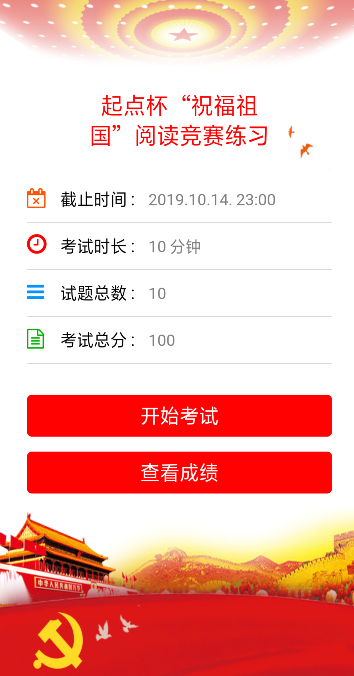 起点杯“祝福祖
国”阅读竞赛练习
截止时间： 2019.10.14. 23:00
考试时长： 10 分钟
试题总数： 10
考试总分： 100
开始考试
查看成绩